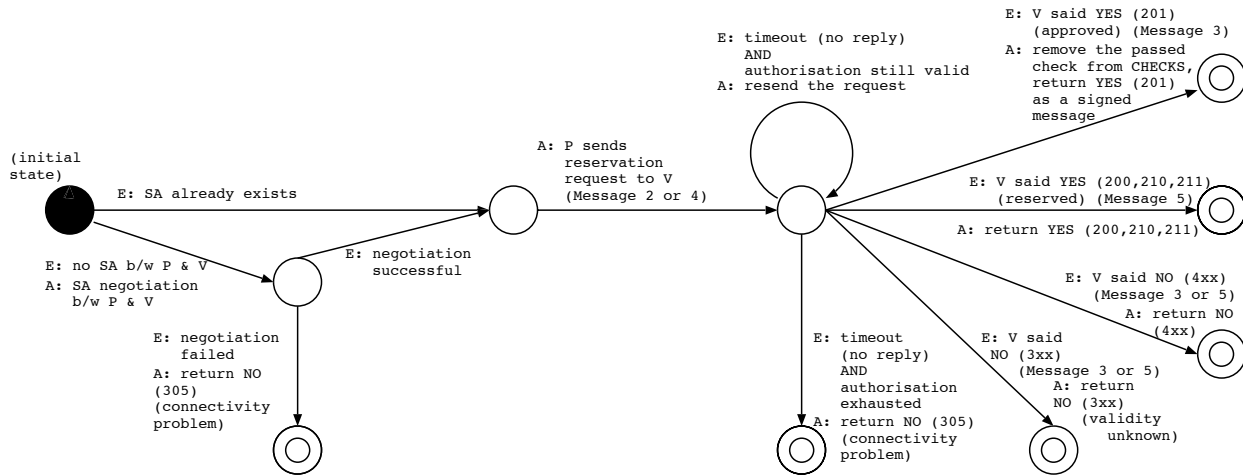 (initial
state)
E: SA already exists
E: no SA b/w P & V
A: SA negotiation
b/w P & V
E: negotiation
successful
E: negotiation
failed
A: return NO
(305)
(connectivity
problem)
A: P sends
reservation
request to V
(Message 2 or 4)
E: timeout (no reply)
AND
authorisation still valid
A: resend the request
E: V said YES (201)
(approved) (Message 3)
A: remove the passed
check from CHECKS,
return YES (201)
as a signed
message
E: V said YES (200,210,211)
(reserved) (Message 5)
A: return YES (200,210,211)
E: V said NO (4xx)
(Message 3 or 5)
A: return NO
(4xx)
E: V said
NO (3xx)
(Message 3 or 5)
A: return
NO (3xx)
(validity
unknown)
E: timeout
(no reply)
AND
authorisation
exhausted
A: return NO (305)
(connectivity
problem)